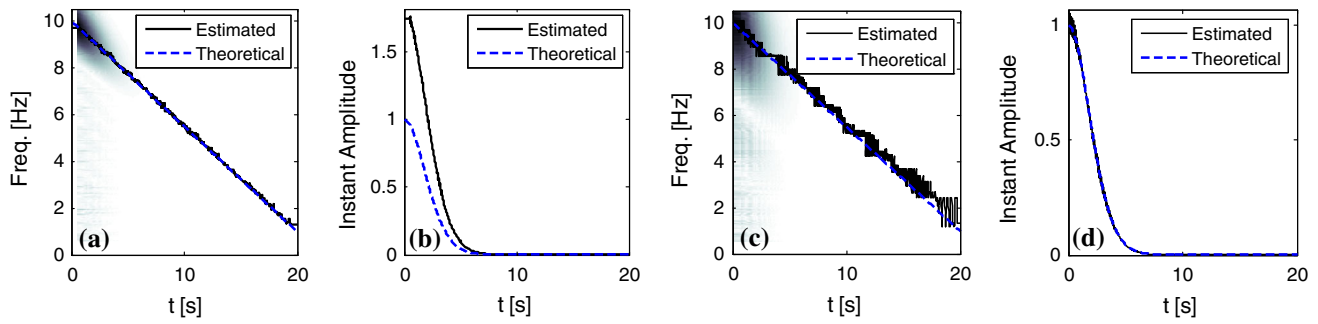 10
8
6
4
2
0
Freq. [Hz]
Estimated
Theoretical
(a)
0
10
20
t [s]
1.5
1
0.5
0
Instant Amplitude
Estimated
Theoretical
(b)
0
10
20
t [s]
10
8
6
4
2
0
Freq. [Hz]
Estimated
Theoretical
(c)
0
10
20
t [s]
1
0.5
0
Instant Amplitude
Estimated
Theoretical
(d)
0
10
20
t [s]